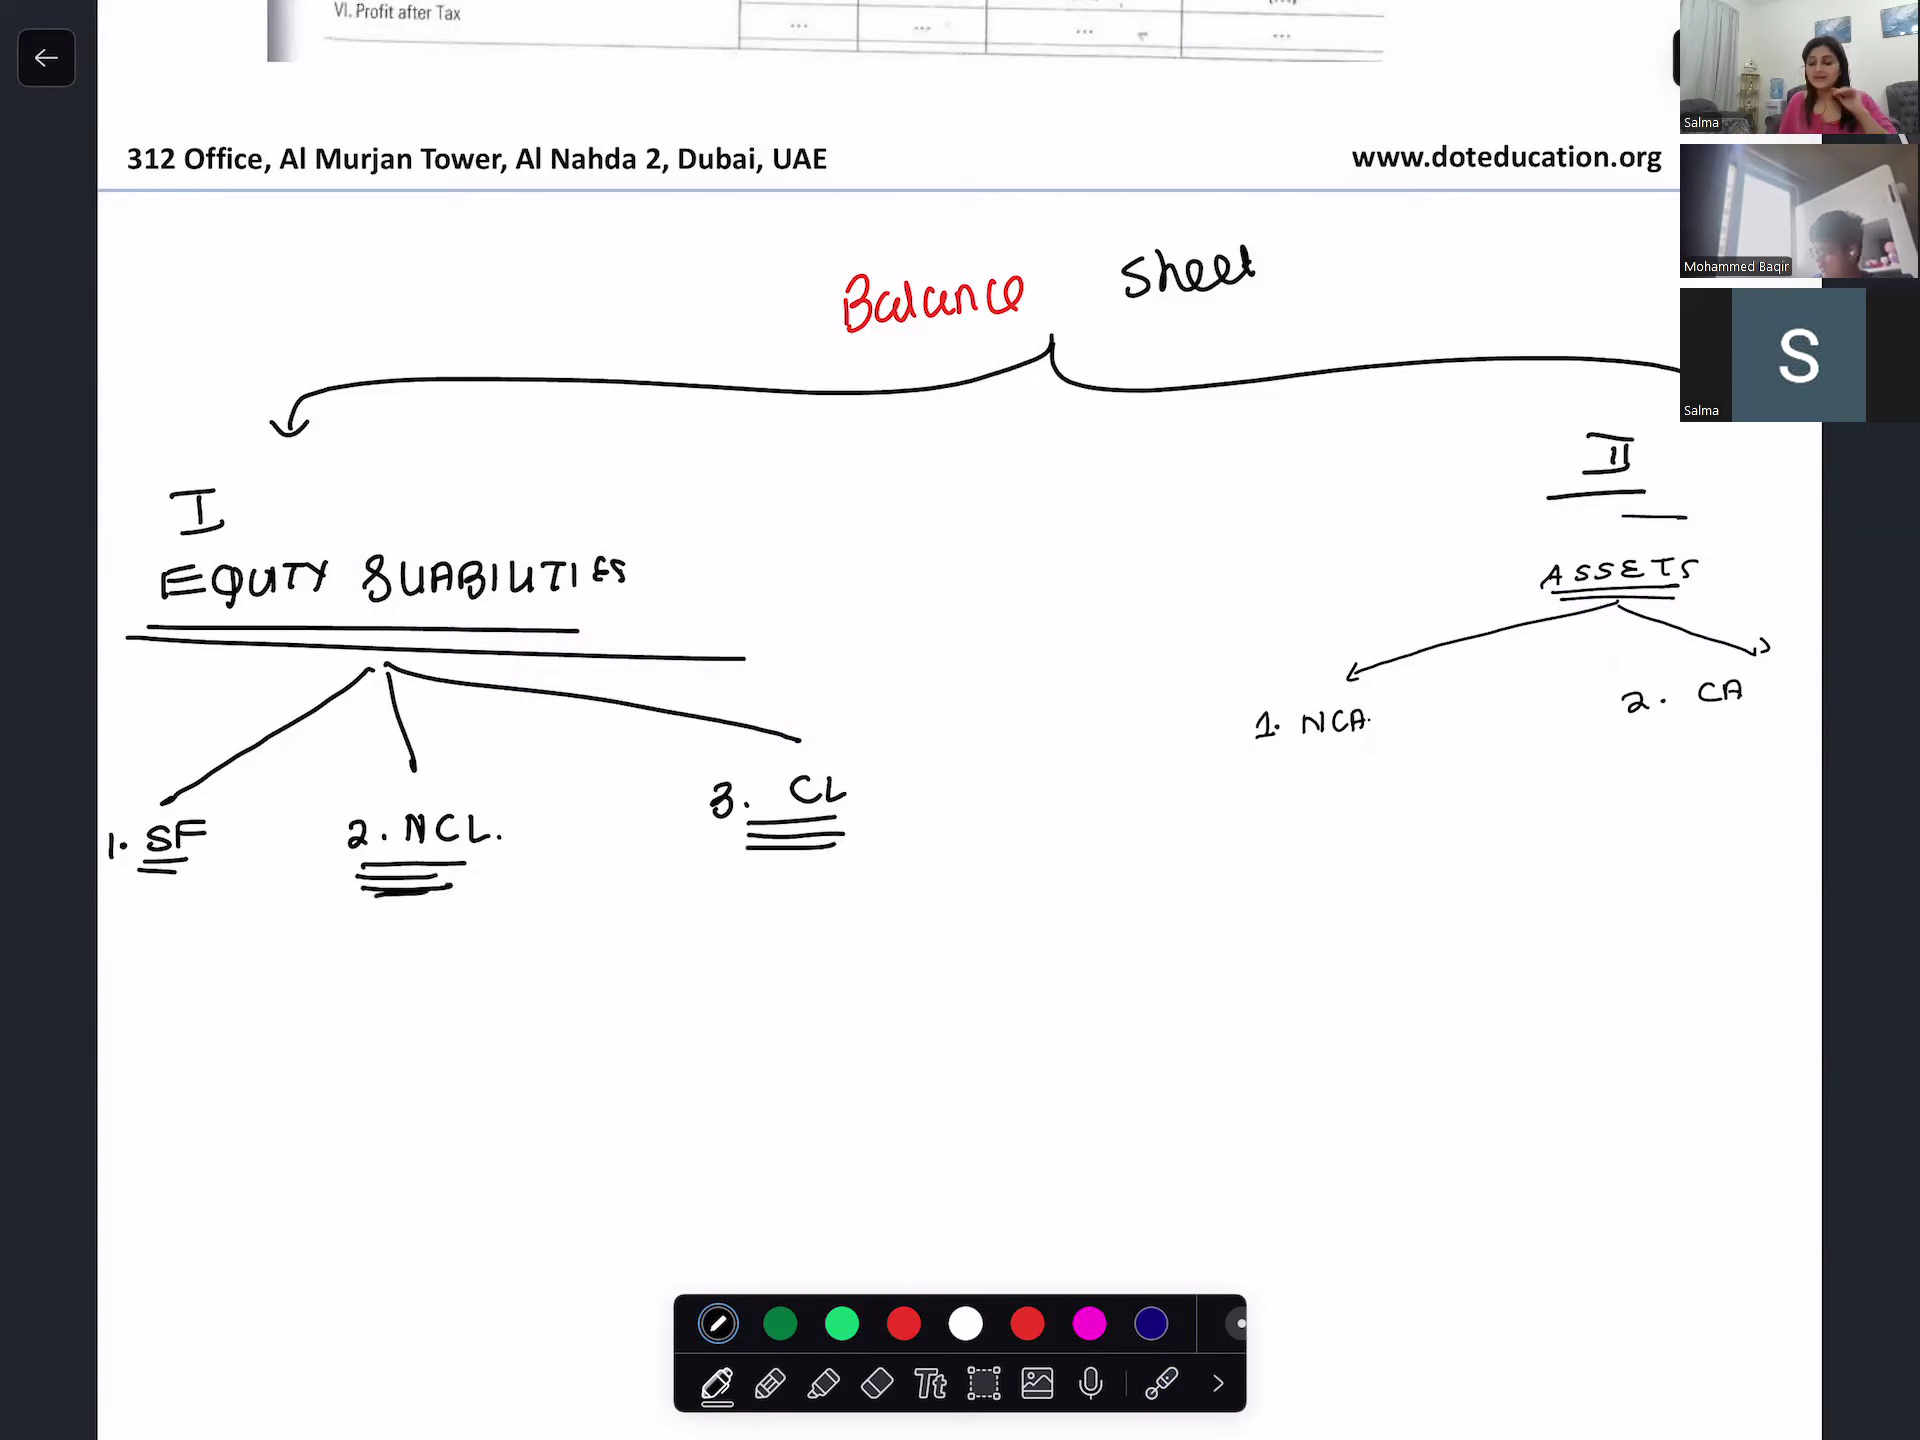 VI. Profit after Tax
... ... ... ...
312 Office, Al Murjan Tower, Al Nahda 2, Dubai, UAE
www.doteducation.org
Salma
Mohammed Baqir
S
Salma
Balance Sheet
I
II
EQUITY & LIABILITIES
ASSETS
1. NCA.
2. CA
1. SF
2. NCL.
3. CL
Tt